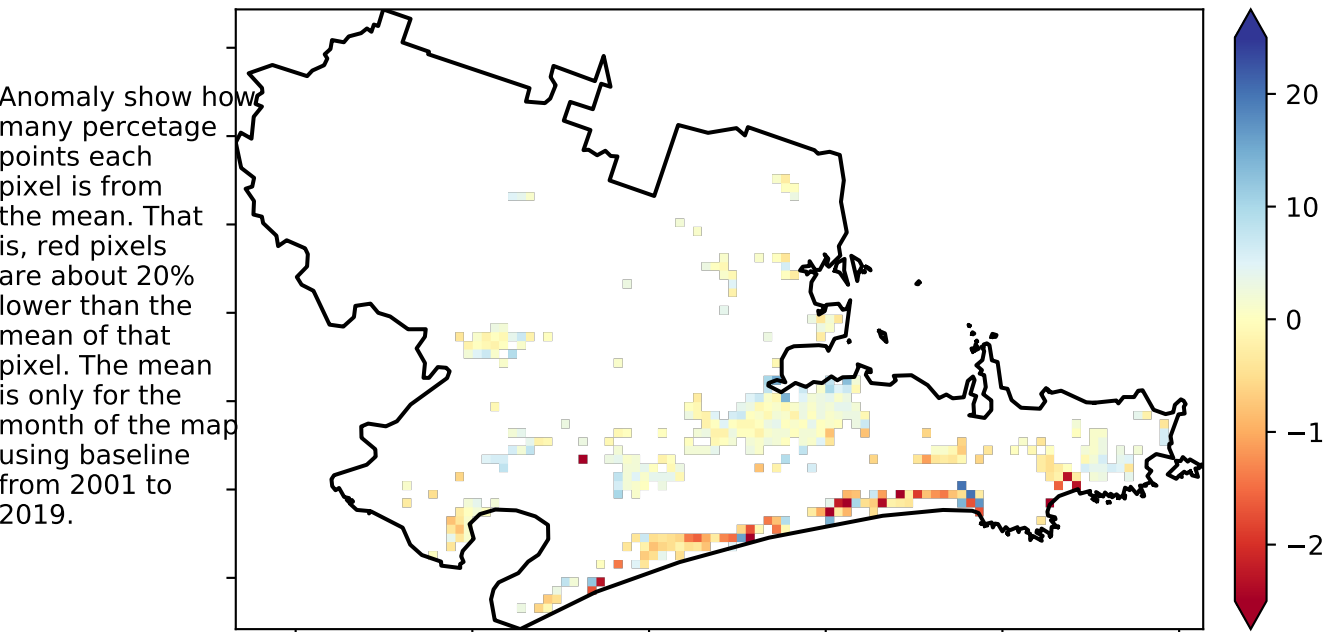 Anomaly show how
many percetage
points each
pixel is from
the mean. That
is, red pixels
are about 20%
lower than the
mean of that
pixel. The mean
is only for the
month of the map
using baseline
from 2001 to
2019.
20
10
0
−1
−2